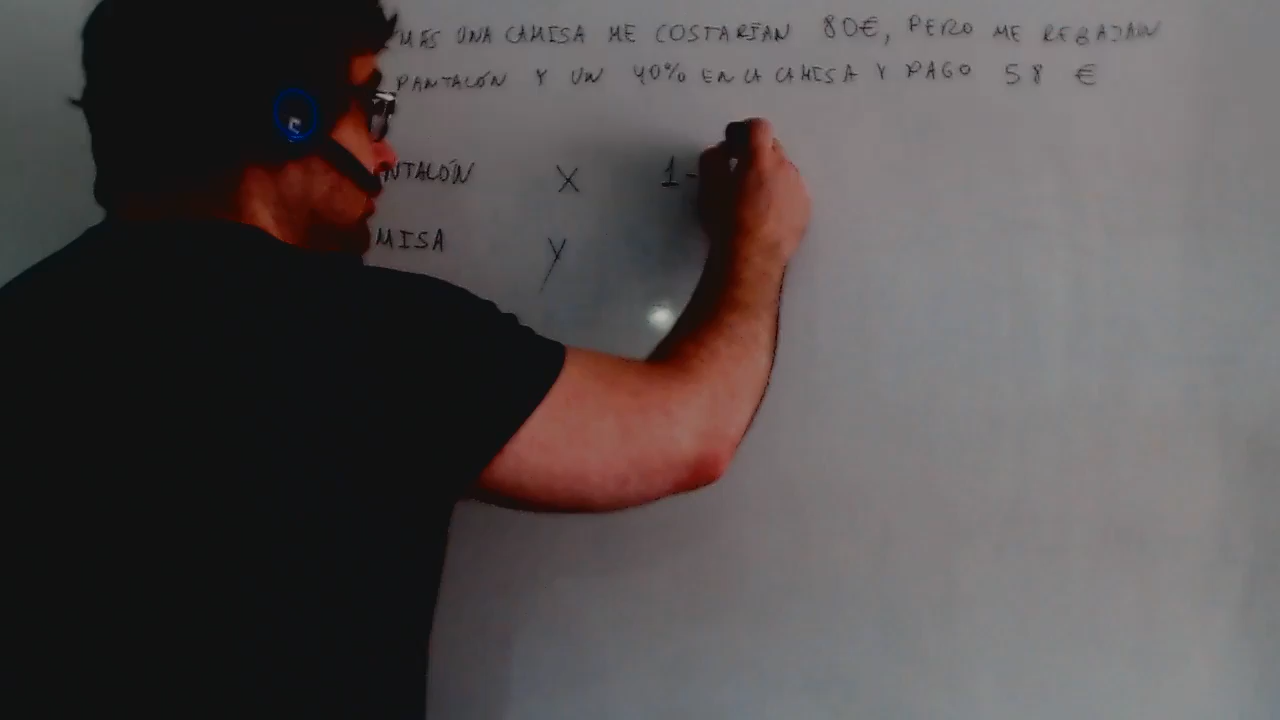 MAS UNA CAMISA ME COSTARÍAN 80€, PERO ME REBAJAN
PANTALÓN Y UN 40% EN LA CAMISA Y PAGO 58 €
NTALÓN X 1-
MISA y